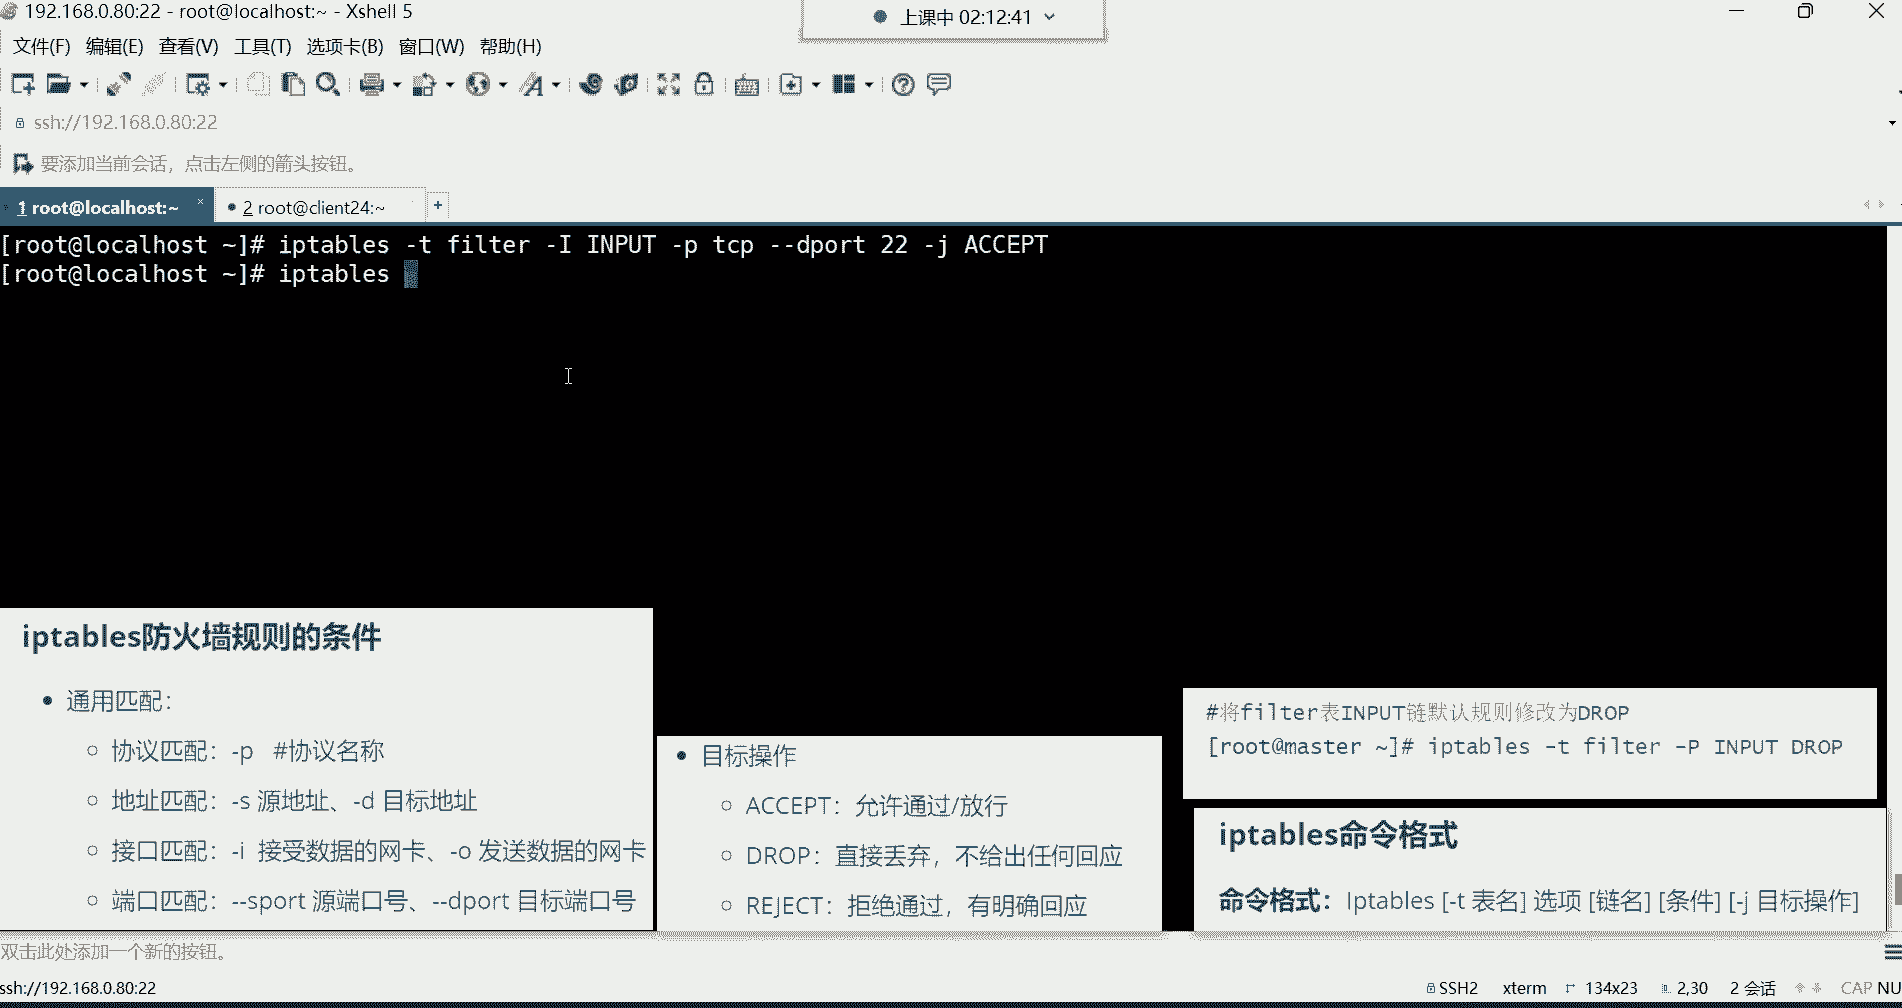 192.168.0.80:22 - root@localhost:~ - Xshell 5
上课中 02:12:41
文件(F) 编辑(E) 查看(V) 工具(T) 选项卡(B) 窗口(W) 帮助(H)
ssh://192.168.0.80:22
要添加当前会话，点击左侧的箭头按钮。
1 root@localhost:~ × 2 root@client24:~ +
[root@localhost ~]# iptables -t filter -I INPUT -p tcp --dport 22 -j ACCEPT
[root@localhost ~]# iptables
iptables防火墙规则的条件
通用匹配：
协议匹配：-p #协议名称
地址匹配：-s 源地址、-d 目标地址
接口匹配：-i 接受数据的网卡、-o 发送数据的网卡
端口匹配：--sport 源端口号、--dport 目标端口号
目标操作
ACCEPT：允许通过/放行
DROP：直接丢弃，不给出任何回应
REJECT：拒绝通过，有明确回应
#将filter表INPUT链默认规则修改为DROP
[root@master ~]# iptables -t filter -P INPUT DROP
iptables命令格式
命令格式：Iptables [-t 表名] 选项 [链名] [条件] [-j 目标操作]
双击此处添加一个新的按钮。
ssh://192.168.0.80:22 SSH2 xterm 134x23 2,30 2 会话 CAP NU